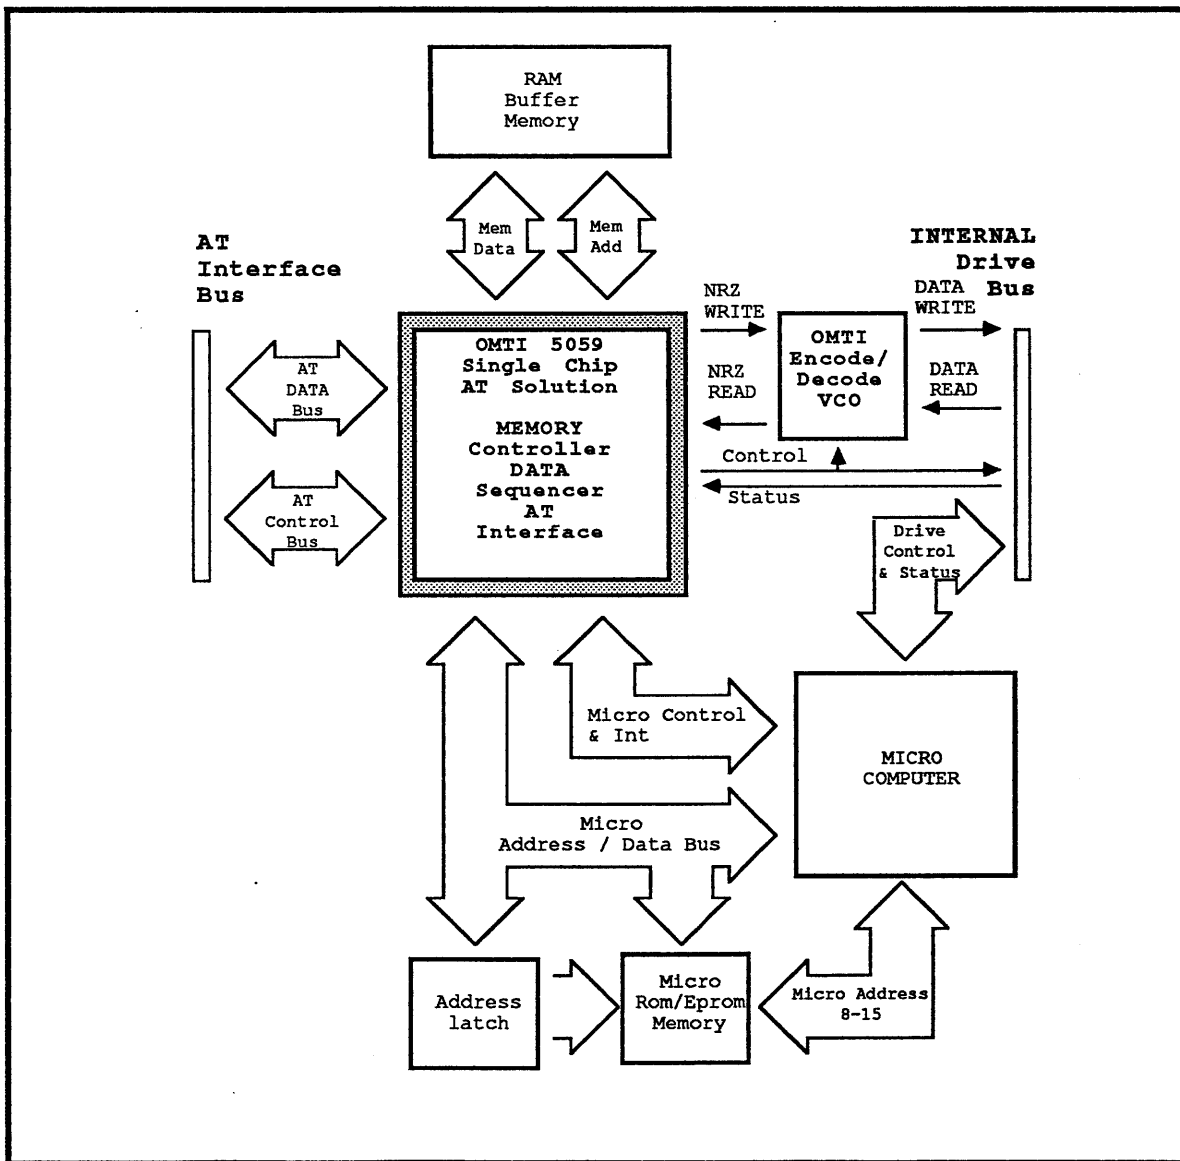 RAM
Buffer
Memory
Mem
Data
Mem
Add
AT
Interface
Bus
INTERNAL
Drive
Bus
NRZ
WRITE
DATA
WRITE
OMTI 5059
Single Chip
AT Solution
MEMORY
Controller
DATA
Sequencer
AT
Interface
OMTI
Encode/
Decode
VCO
AT
DATA
Bus
NRZ
READ
DATA
READ
Control
Status
AT
Control
Bus
Drive
Control
& Status
Micro Control
& Int
MICRO
COMPUTER
Micro
Address / Data Bus
Address
latch
Micro
Rom/Eprom
Memory
Micro Address
8-15